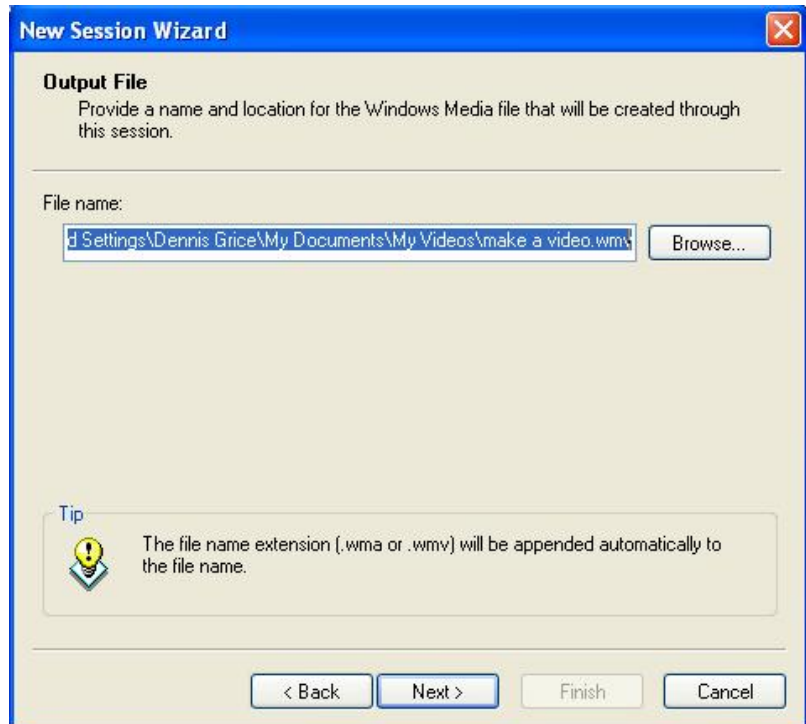 New Session Wizard
Output File
Provide a name and location for the Windows Media file that will be created through
this session.
File name:
d Settings\Dennis Grice\My Documents\My Videos\make a video.wmv
Browse...
Tip
The file name extension (.wma or .wmv) will be appended automatically to
the file name.
< Back
Next >
Finish
Cancel